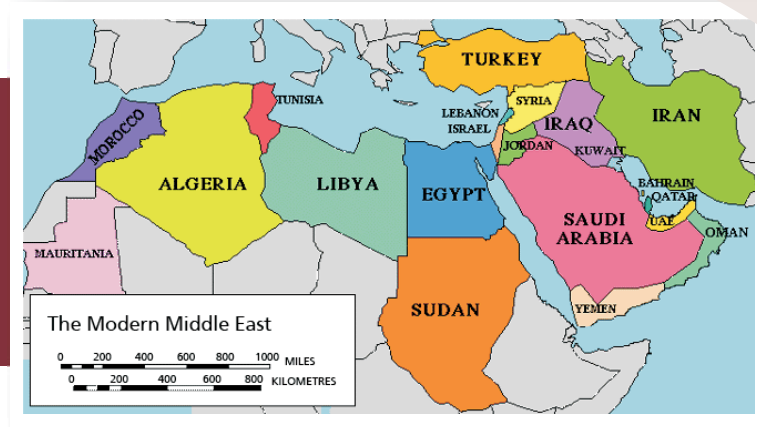 TURKEY
TUNISIA
SYRIA
LEBANON
ISRAEL
IRAQ
IRAN
MOROCCO
JORDAN
KUWAIT
ALGERIA
LIBYA
EGYPT
BAHRAIN
QATAR
SAUDI
ARABIA
UAE
OMAN
MAURITANIA
SUDAN
YEMEN
The Modern Middle East
0 200 400 600 800 1000 MILES
0 200 400 600 800 KILOMETRES